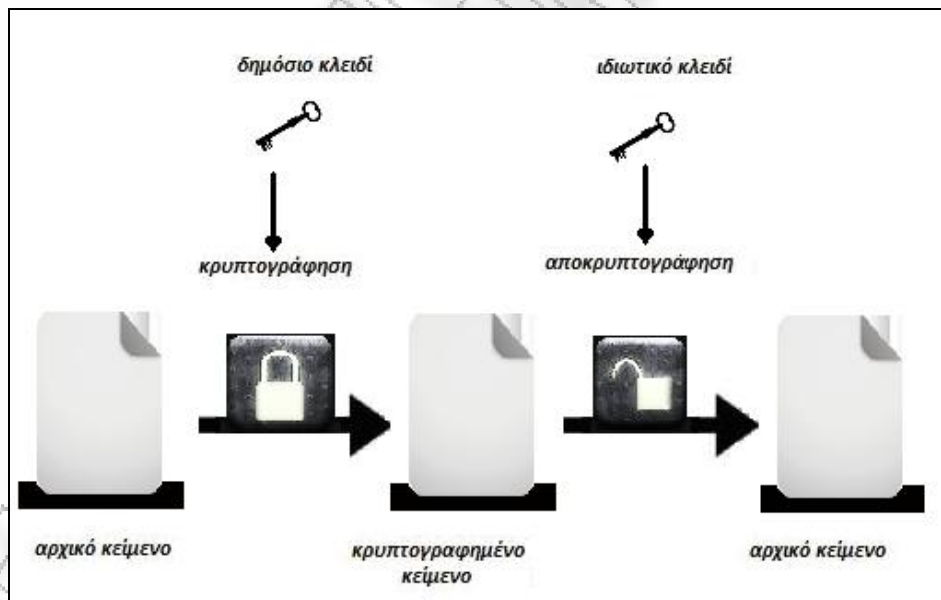 δημόσιο κλειδί
ιδιωτικό κλειδί
κρυπτογράφηση
αποκρυπτογράφηση
αρχικό κείμενο
κρυπτογραφημένο
κείμενο
αρχικό κείμενο